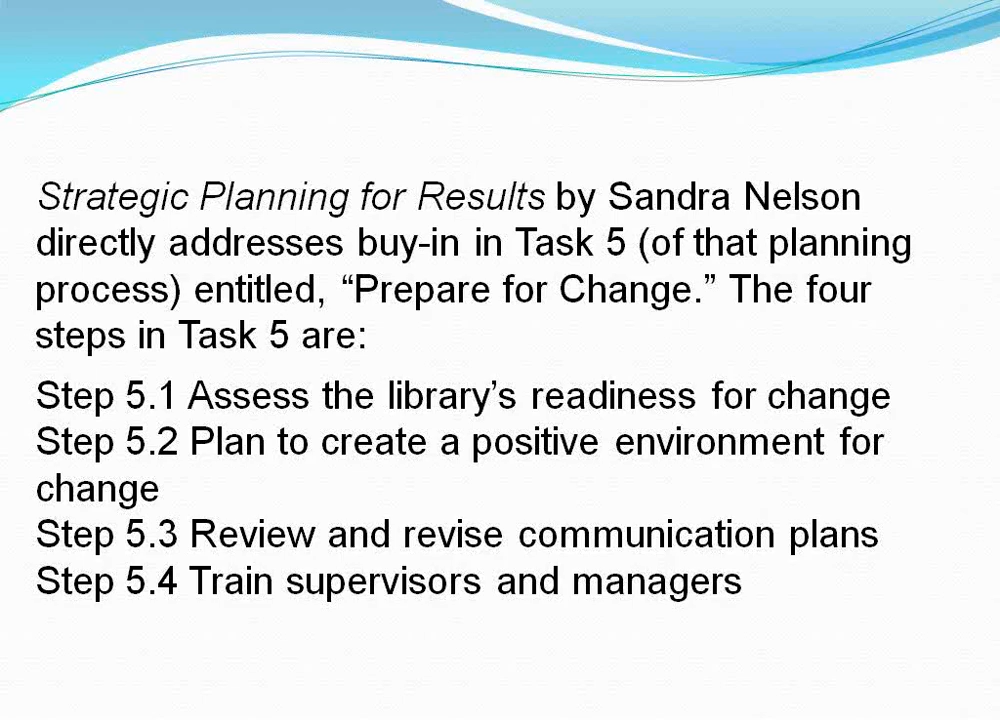 Strategic Planning for Results by Sandra Nelson
directly addresses buy-in in Task 5 (of that planning
process) entitled, “Prepare for Change.” The four
steps in Task 5 are:
Step 5.1 Assess the library’s readiness for change
Step 5.2 Plan to create a positive environment for
change
Step 5.3 Review and revise communication plans
Step 5.4 Train supervisors and managers